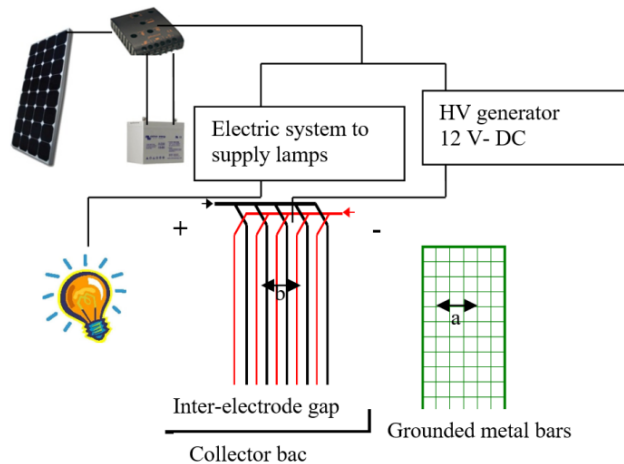 Electric system to
supply lamps
HV generator
12 V- DC
+
-
b
a
Inter-electrode gap
Grounded metal bars
Collector bac